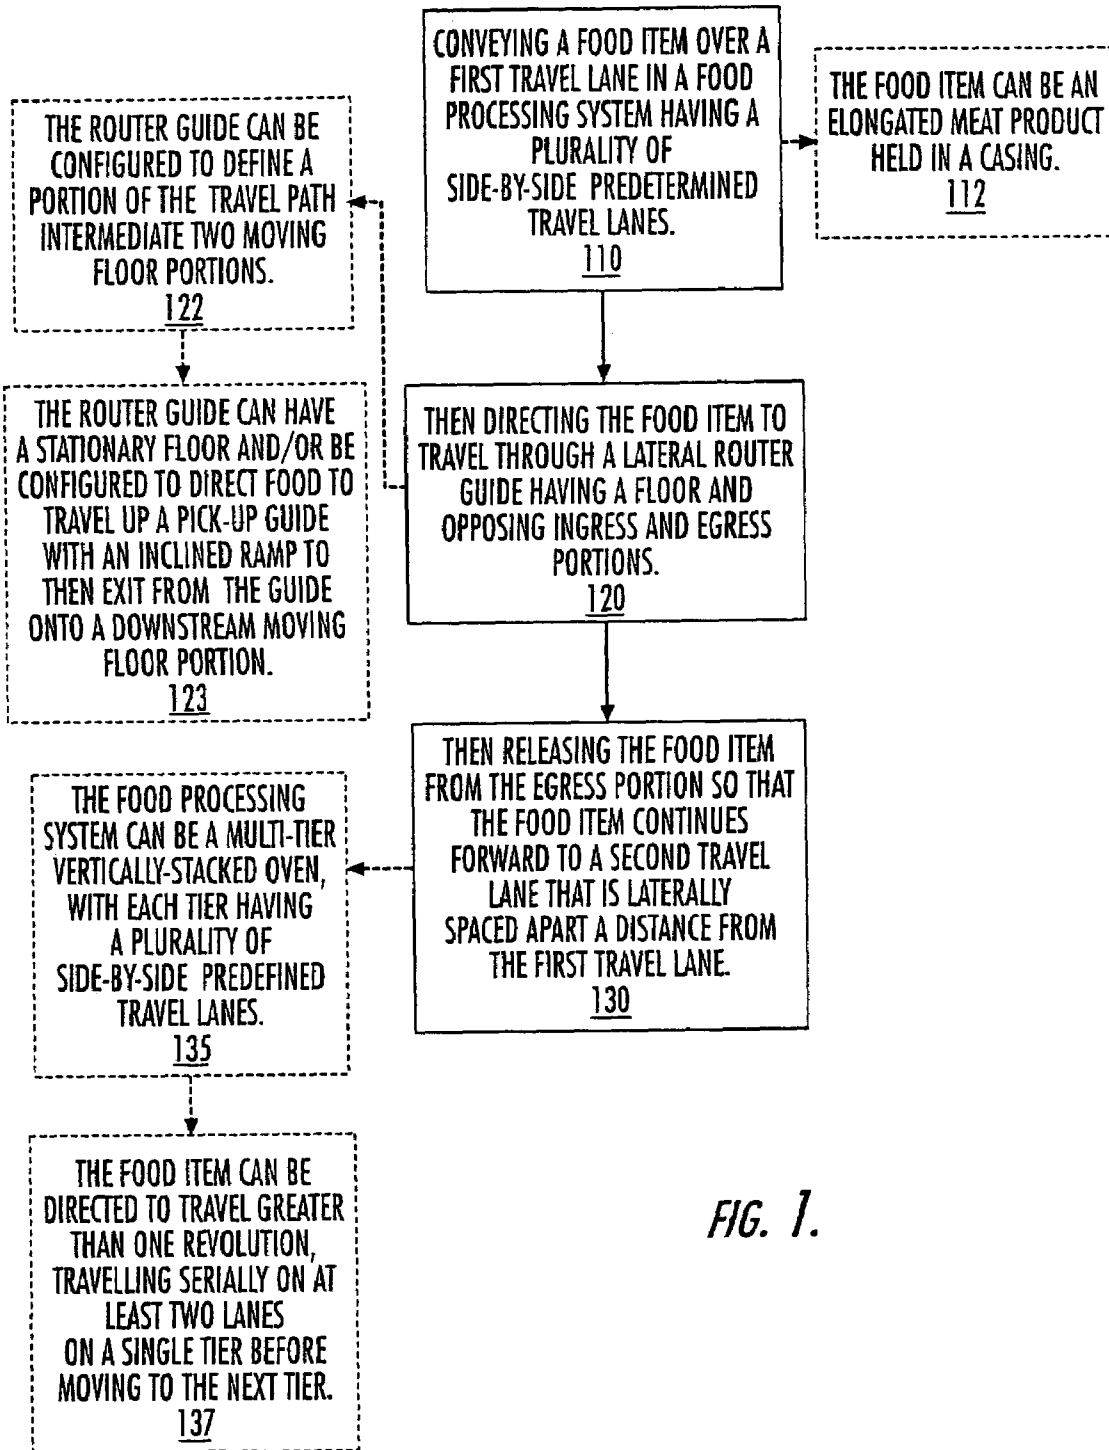 CONVEYING A FOOD ITEM OVER A
FIRST TRAVEL LANE IN A FOOD
PROCESSING SYSTEM HAVING A
PLURALITY OF
SIDE-BY-SIDE PREDETERMINED
TRAVEL LANES.
110
THE FOOD ITEM CAN BE AN
ELONGATED MEAT PRODUCT
HELD IN A CASING.
112
THE ROUTER GUIDE CAN BE
CONFIGURED TO DEFINE A
PORTION OF THE TRAVEL PATH
INTERMEDIATE TWO MOVING
FLOOR PORTIONS.
122
THE ROUTER GUIDE CAN HAVE
A STATIONARY FLOOR AND/OR BE
CONFIGURED TO DIRECT FOOD TO
TRAVEL UP A PICK-UP GUIDE
WITH AN INCLINED RAMP TO
THEN EXIT FROM THE GUIDE
ONTO A DOWNSTREAM MOVING
FLOOR PORTION.
123
THEN DIRECTING THE FOOD ITEM TO
TRAVEL THROUGH A LATERAL ROUTER
GUIDE HAVING A FLOOR AND
OPPOSING INGRESS AND EGRESS
PORTIONS.
120
THEN RELEASING THE FOOD ITEM
FROM THE EGRESS PORTION SO THAT
THE FOOD ITEM CONTINUES
FORWARD TO A SECOND TRAVEL
LANE THAT IS LATERALLY
SPACED APART A DISTANCE FROM
THE FIRST TRAVEL LANE.
130
THE FOOD PROCESSING
SYSTEM CAN BE A MULTI-TIER
VERTICALLY-STACKED OVEN,
WITH EACH TIER HAVING
A PLURALITY OF
SIDE-BY-SIDE PREDEFINED
TRAVEL LANES.
135
THE FOOD ITEM CAN BE
DIRECTED TO TRAVEL GREATER
THAN ONE REVOLUTION,
TRAVELLING SERIALLY ON AT
LEAST TWO LANES
ON A SINGLE TIER BEFORE
MOVING TO THE NEXT TIER.
137
FIG. 1.